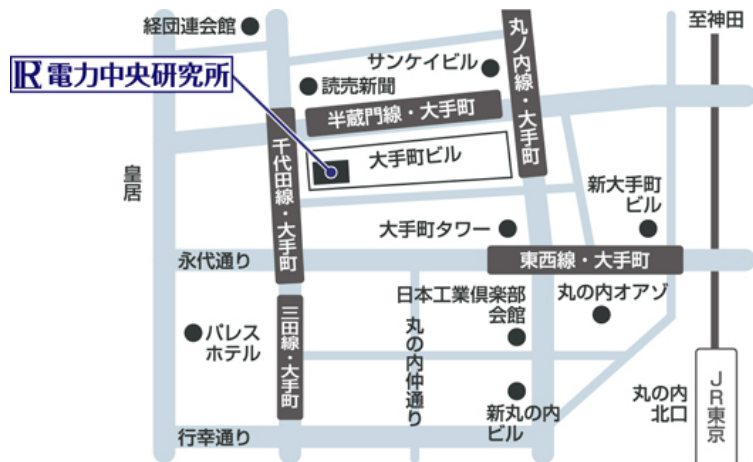 経団連会館
至神田
サンケイビル
電力中央研究所
読売新聞
丸ノ内線・大手町
半蔵門線・大手町
千代田線・大手町
大手町ビル
皇居
新大手町
ビル
大手町タワー
永代通り
東西線・大手町
日本工業倶楽部
会館
丸の内オアゾ
三田線・大手町
パレス
ホテル
丸の内仲通り
丸の内
北口
JR東京
新丸の内
ビル
行幸通り